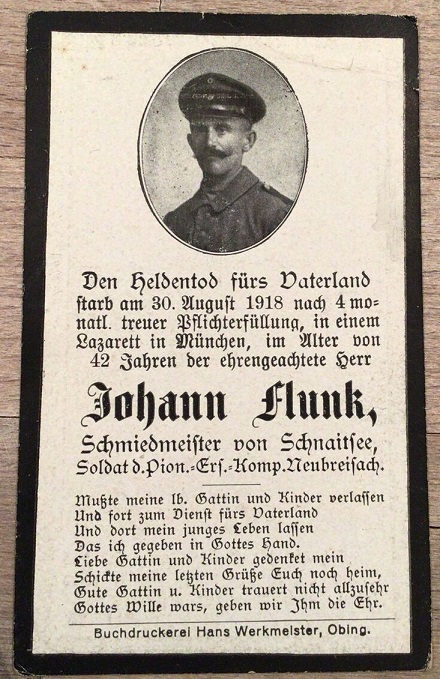 Den Heldentod fürs Vaterland
starb am 30. August 1918 nach 4 mo-
natl. treuer Pflichterfüllung, in einem
Lazarett in München, im Alter von
42 Jahren der ehrengeachtete Herr
Johann Flunk,
Schmiedmeister von Schnaitsee,
Soldat d. Pion.-Ers.-Komp. Neubreisach.
Mußte meine lb. Gattin und Kinder verlassen
Und fort zum Dienst fürs Vaterland
Und dort mein junges Leben lassen
Das ich gegeben in Gottes Hand.
Liebe Gattin und Kinder gedenket mein
Schickte meine letzten Grüße Euch noch heim,
Gute Gattin u. Kinder trauert nicht allzusehr
Gottes Wille wars, geben wir Ihm die Ehr.
Buchdruckerei Hans Werkmeister, Obing.